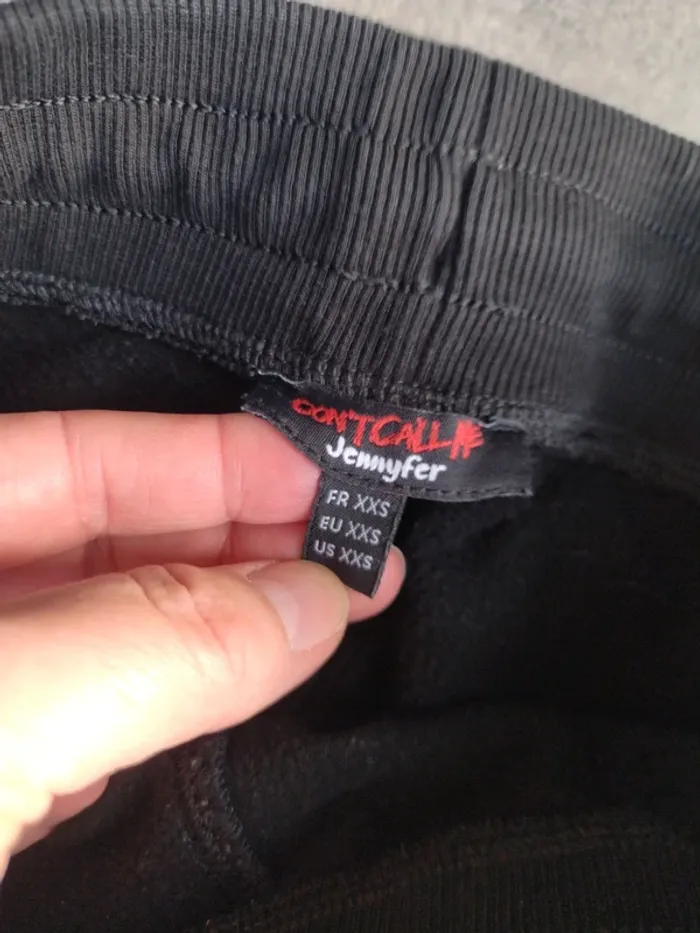 DON'T CALL ME
Jennyfer
FR XXS
EU XXS
US XXS